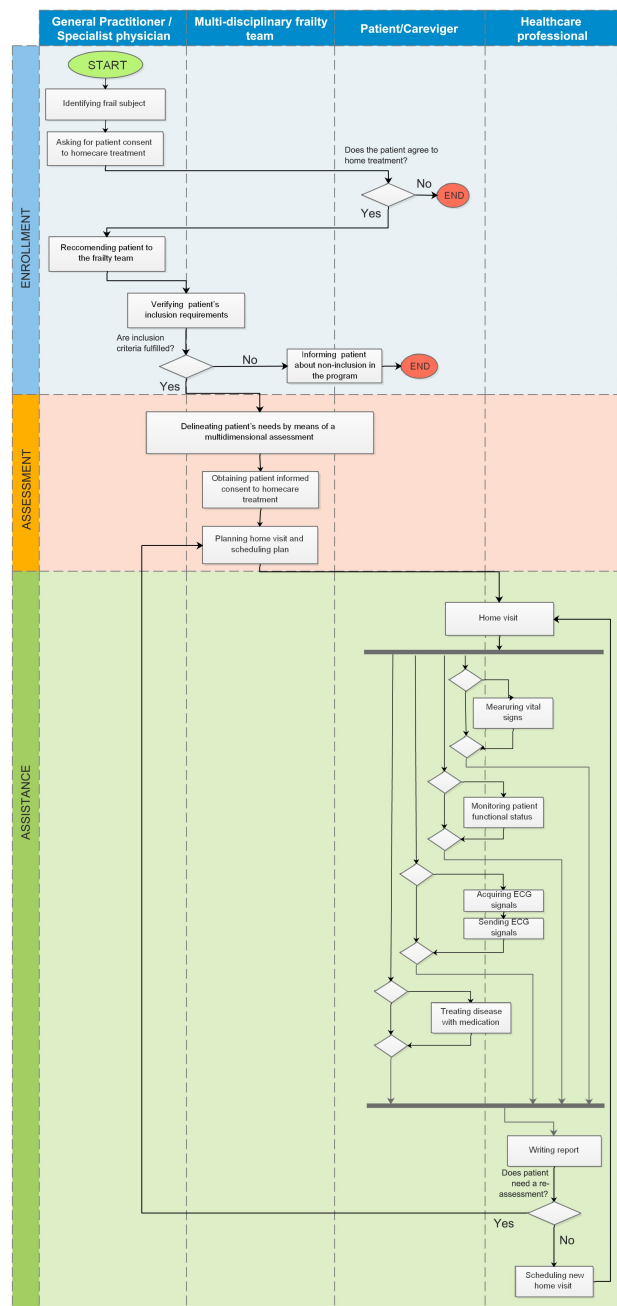 General Practitioner /
Specialist physician
Multi-disciplinary frailty
team
Patient/Careviger
Healthcare
professional
ENROLLMENT
START
Identifying frail subject
Asking for patient consent
to homecare treatment
Does the patient agree to
home treatment?
No
END
Yes
Reccomending patient to
the frailty team
Verifying patient's
inclusion requirements
Are inclusion
criteria fulfilled?
No
Informing patient
about non-inclusion in
the program
END
Yes
ASSESSMENT
Delineating patient's needs by means of a
multidimensional assessment
Obtaining patient informed
consent to homecare
treatment
Planning home visit and
scheduling plan
ASSISTANCE
Home visit
Mearuring vital
signs
Monitoring patient
functional status
Acquiring ECG
signals
Sending ECG
signals
Treating disease
with medication
Writing report
Does patient
need a re-
assessment?
Yes
No
Scheduling new
home visit